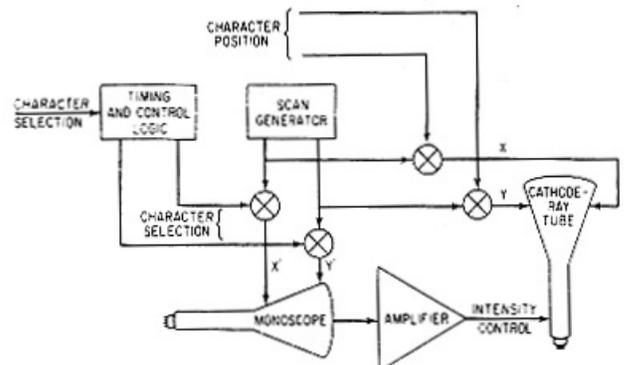 CHARACTER
POSITION
TIMING
AND CONTROL
LOGIC
SCAN
GENERATOR
CHARACTER
SELECTION
X
Y
CATHODE-
RAY
TUBE
CHARACTER
SELECTION
X'
Y'
MONOSCOPE
AMPLIFIER
INTENSITY
CONTROL